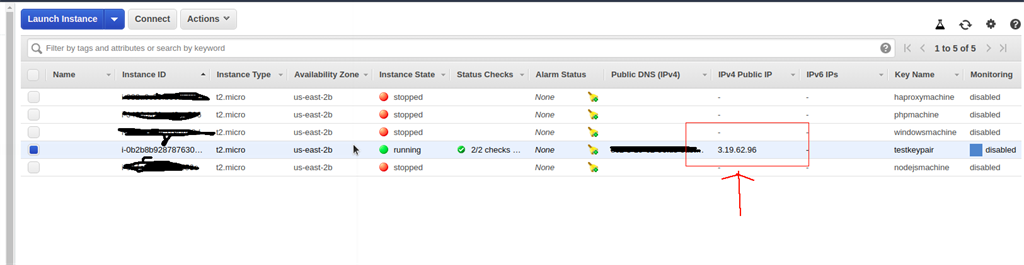 Launch Instance Connect Actions
Filter by tags and attributes or search by keyword 1 to 5 of 5
Name Instance ID Instance Type Availability Zone Instance State Status Checks Alarm Status Public DNS (IPv4) IPv4 Public IP IPv6 IPs Key Name Monitoring
t2.micro us-east-2b stopped None - - haproxymachine disabled
t2.micro us-east-2b stopped None - - phpmachine disabled
t2.micro us-east-2b stopped None - - windowsmachine disabled
i-0b2b8b928787630... t2.micro us-east-2b running 2/2 checks ... None 3.19.62.96 - testkeypair disabled
t2.micro us-east-2b stopped None - - nodejsmachine disabled